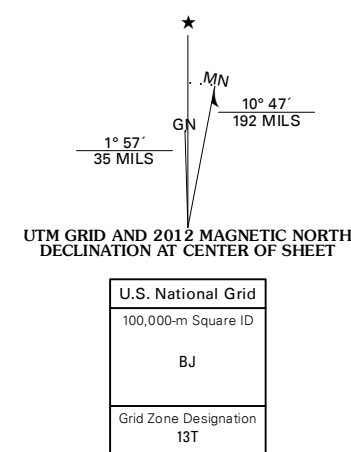 ★
MN
GN
10° 47´
192 MILS
1° 57´
35 MILS
UTM GRID AND 2012 MAGNETIC NORTH
DECLINATION AT CENTER OF SHEET
U.S. National Grid
100,000-m Square ID
BJ
Grid Zone Designation
13T